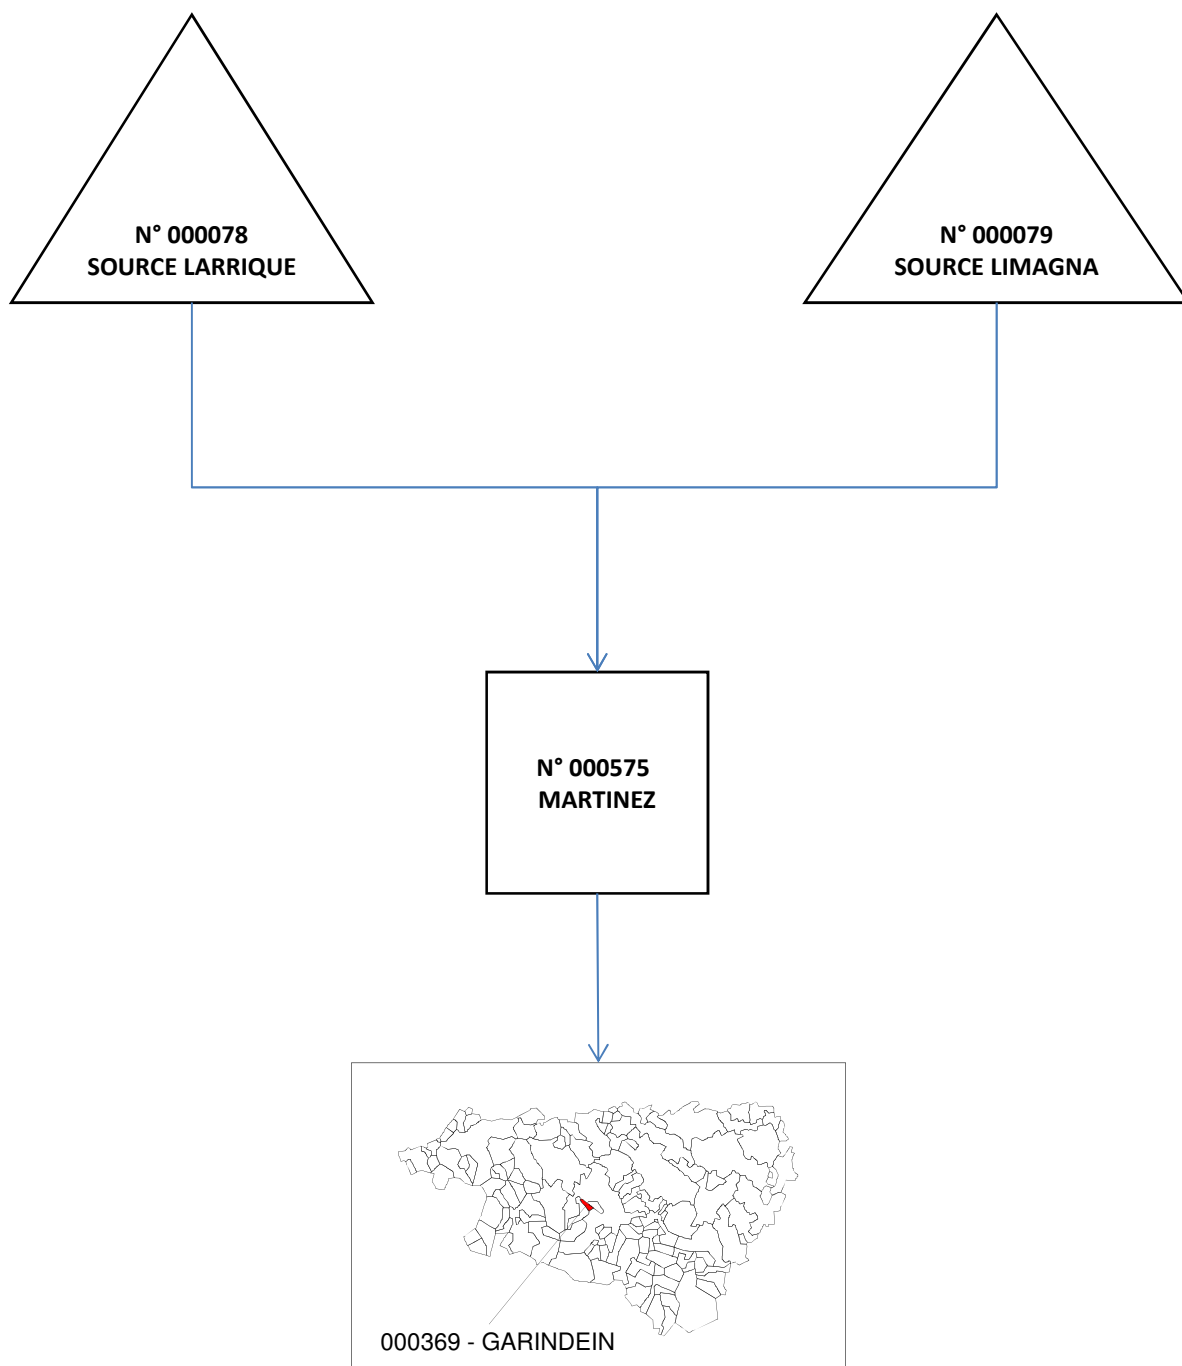 N° 000078
SOURCE LARRIQUE
N° 000079
SOURCE LIMAGNA
N° 000575
MARTINEZ
000369 - GARINDEIN